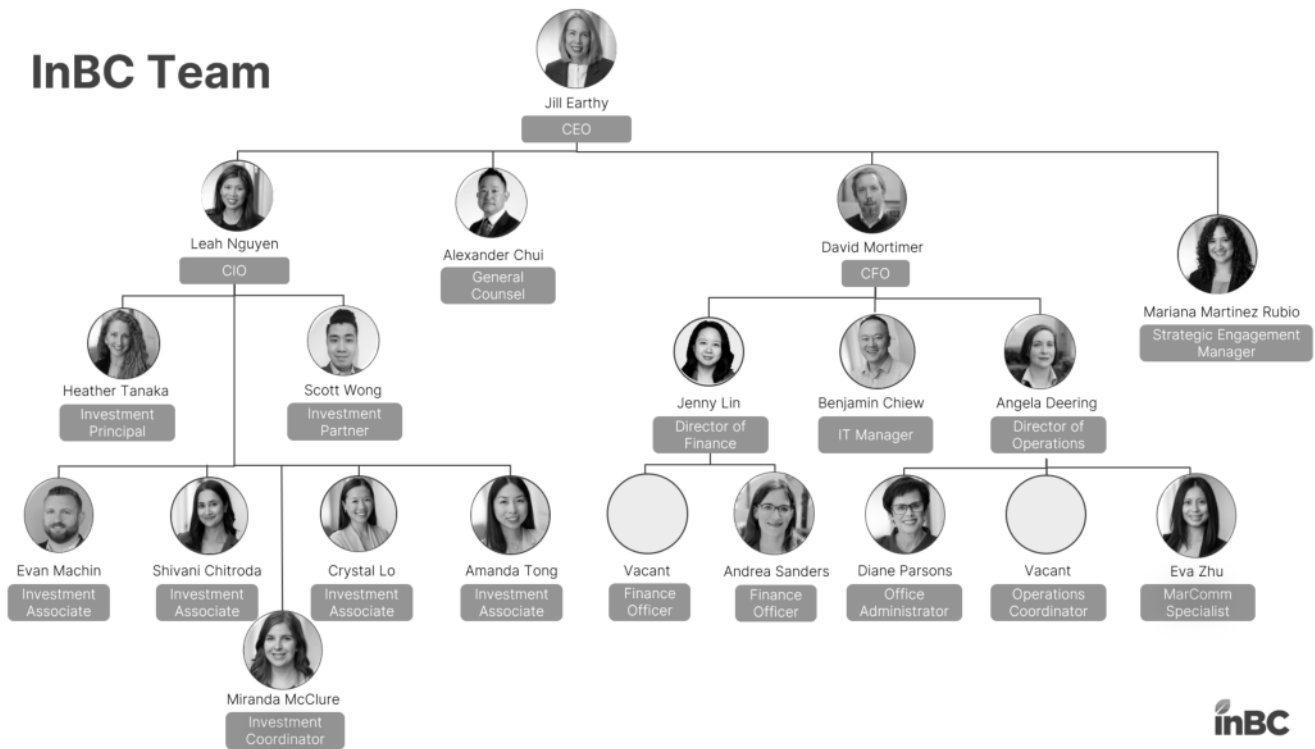 InBC Team
Jill Earthy
CEO
Leah Nguyen
CIO
Alexander Chui
General
Counsel
David Mortimer
CFO
Mariana Martinez Rubio
Strategic Engagement
Manager
Heather Tanaka
Investment
Principal
Scott Wong
Investment
Partner
Jenny Lin
Director of
Finance
Benjamin Chiew
IT Manager
Angela Deering
Director of
Operations
Evan Machin
Investment
Associate
Shivani Chitroda
Investment
Associate
Crystal Lo
Investment
Associate
Amanda Tong
Investment
Associate
Vacant
Finance
Officer
Andrea Sanders
Finance
Officer
Diane Parsons
Office
Administrator
Vacant
Operations
Coordinator
Eva Zhu
MarComm
Specialist
Miranda McClure
Investment
Coordinator
inBC